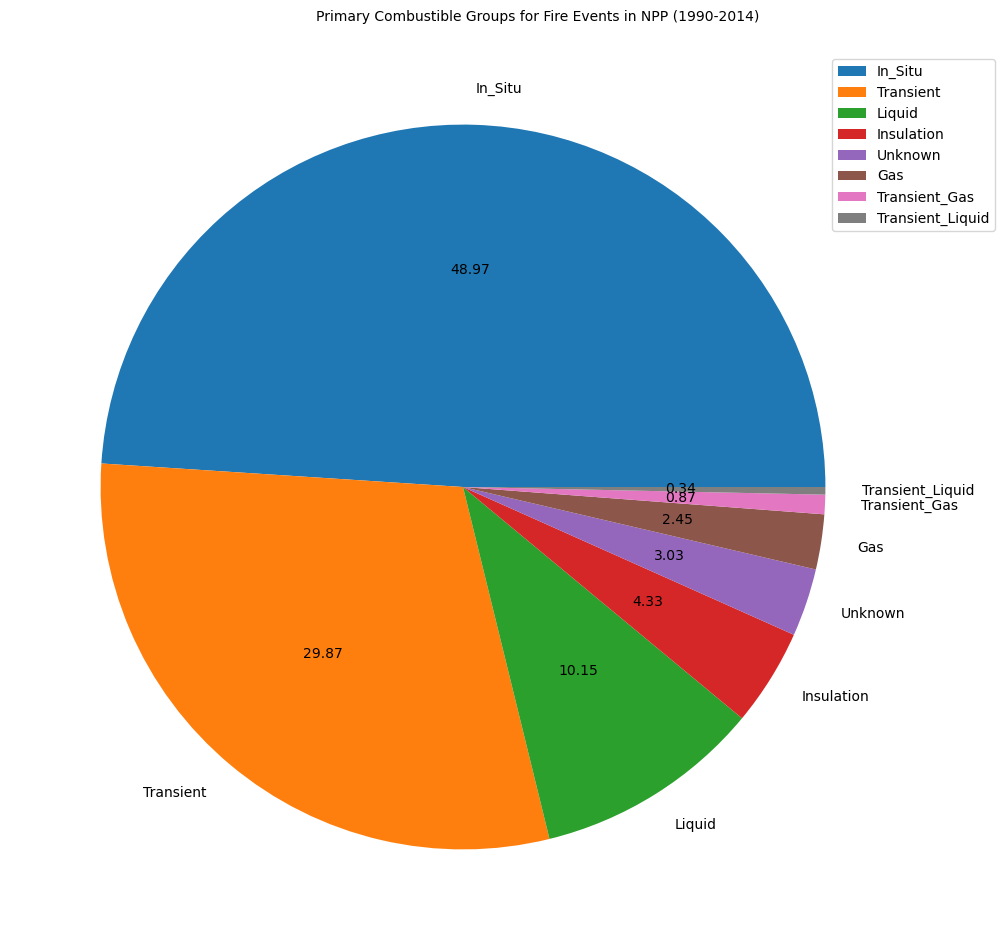 Primary Combustible Groups for Fire Events in NPP (1990-2014)
In_Situ
Transient
Liquid
Insulation
Unknown
Gas
Transient_Gas
Transient_Liquid
In_Situ
48.97
0.34
Transient_Liquid
0.87
Transient_Gas
2.45
Gas
3.03
Unknown
4.33
Insulation
29.87
10.15
Transient
Liquid